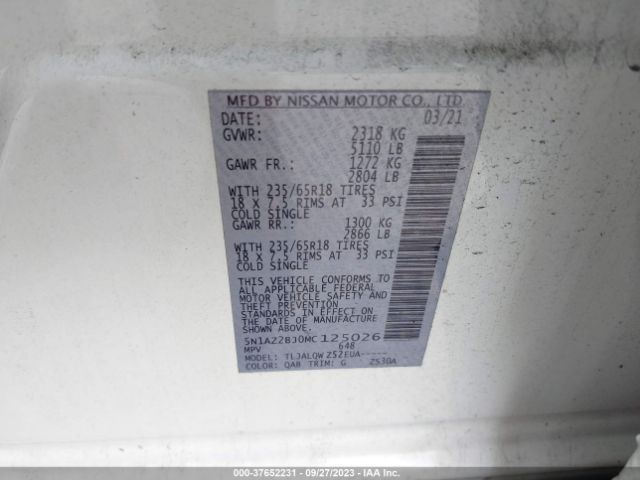 MFD BY NISSAN MOTOR CO., LTD
DATE: 03/21
GVWR: 2318 KG
5110 LB
GAWR FR.: 1272 KG
2804 LB
WITH 235/65R18 TIRES
18 X 7.5 RIMS AT 33 PSI
COLD SINGLE
GAWR RR.: 1300 KG
2866 LB
WITH 235/65R18 TIRES
18 X 7.5 RIMS AT 33 PSI
COLD SINGLE
THIS VEHICLE CONFORMS TO
ALL APPLICABLE FEDERAL
MOTOR VEHICLE SAFETY AND
THEFT PREVENTION
STANDARDS IN EFFECT ON
THE DATE OF MANUFACTURE
SHOWN ABOVE.
5N1AZ2BJ0MC125026
MPV 648
MODEL: TLJALQWZ52EUA-----
COLOR: QAB TRIM: G Z530A
000-37652231 - 09/27/2023 - IAA Inc.